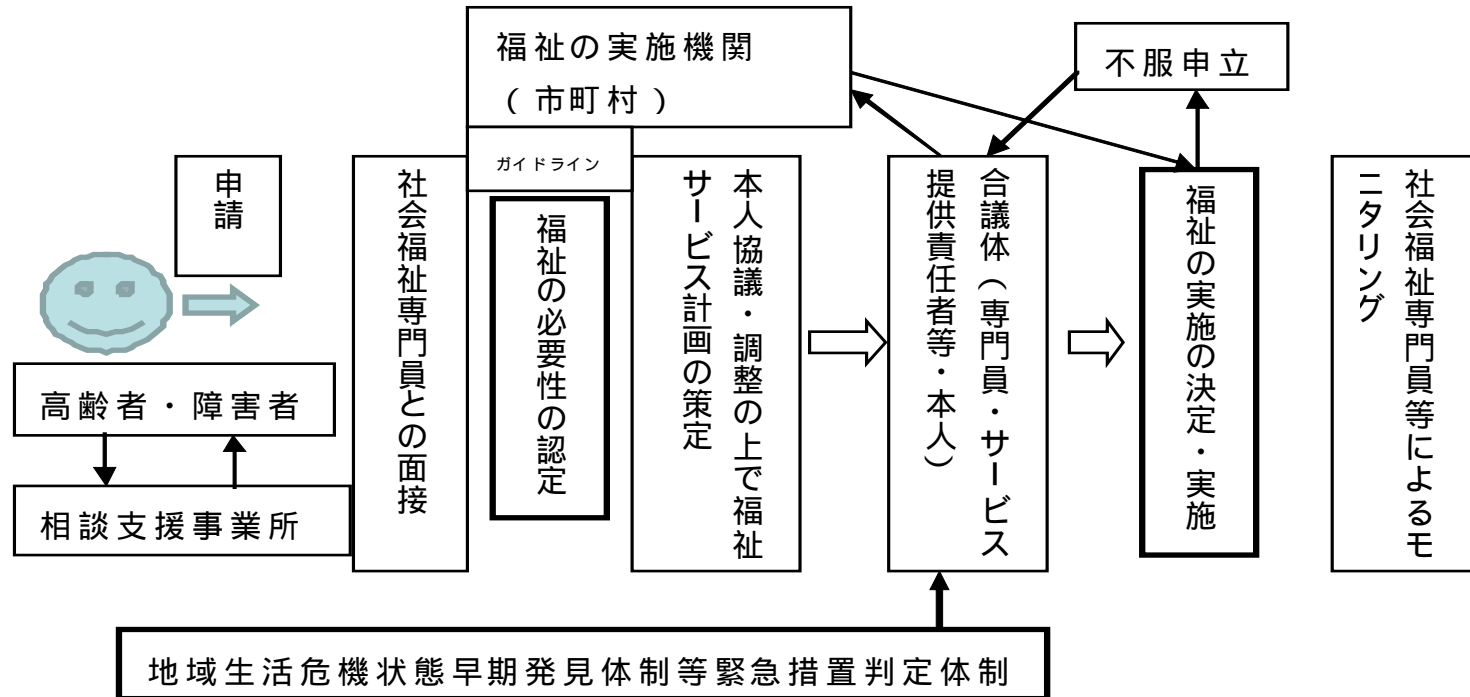 福祉の実施機関
（市町村）
不服申立
ガイドライン
申請
社会福祉専門員との面接
福祉の必要性の認定
本人協議・調整の上で福祉
サービス計画の策定
合議体（専門員・サービス
提供責任者等・本人）
福祉の実施の決定・実施
社会福祉専門員等によるモ
ニタリング
高齢者・障害者
相談支援事業所
地域生活危機状態早期発見体制等緊急措置判定体制